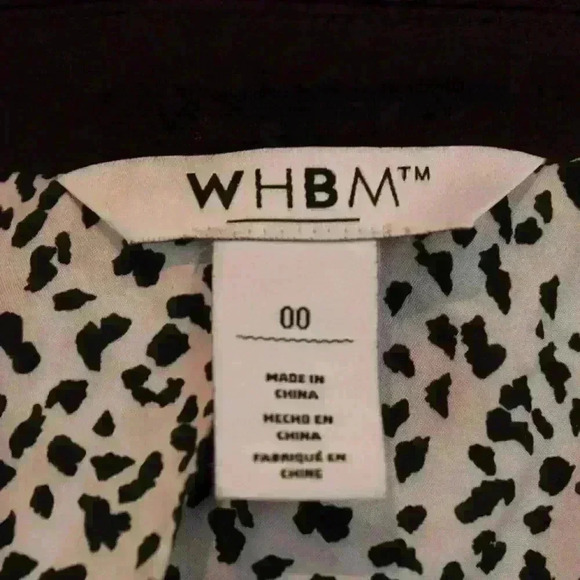 WHBM™
00
MADE IN
CHINA
HECHO EN
CHINA
FABRIQUÉ EN
CHINE